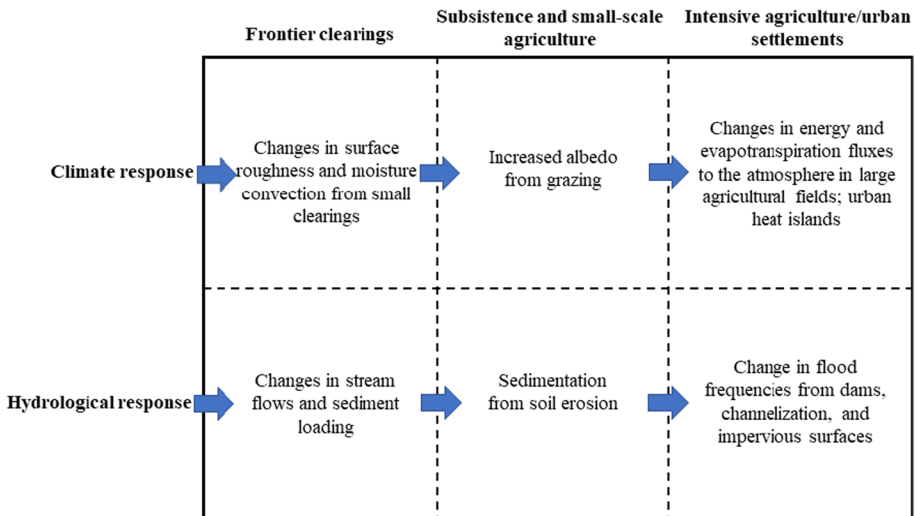 Frontier clearings
Subsistence and small-scale
agriculture
Intensive agriculture/urban
settlements
Climate response
Changes in surface
roughness and moisture
convection from small
clearings
Increased albedo
from grazing
Changes in energy and
evapotranspiration fluxes
to the atmosphere in large
agricultural fields; urban
heat islands
Hydrological response
Changes in stream
flows and sediment
loading
Sedimentation
from soil erosion
Change in flood
frequencies from dams,
channelization, and
impervious surfaces